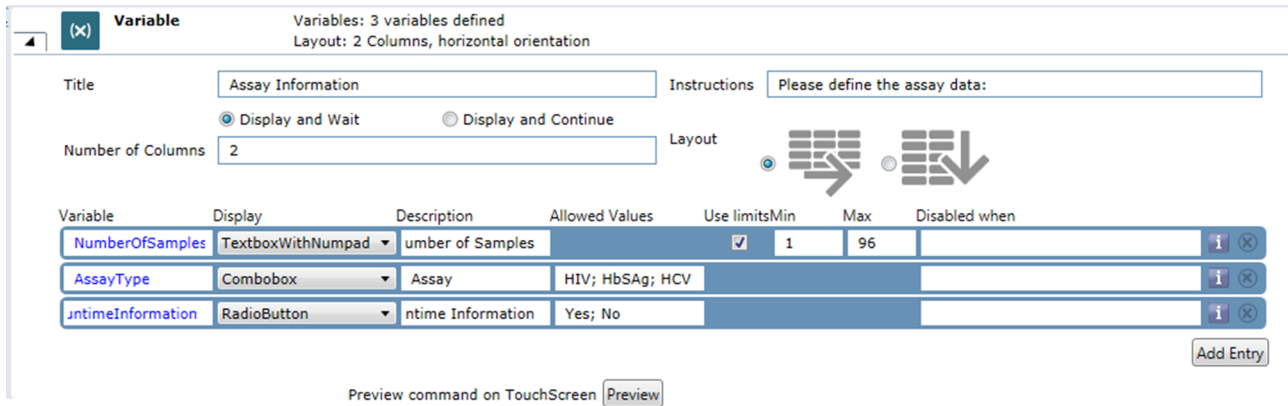 Variable Variables: 3 variables defined
Layout: 2 Columns, horizontal orientation
Title Assay Information Instructions Please define the assay data:
Display and Wait Display and Continue
Layout
Number of Columns 2
Variable Display Description Allowed Values Use limits Min Max Disabled when
NumberOfSamples TextboxWithNumpad umber of Samples 1 96
AssayType Combobox Assay HIV; HbSAg; HCV
untimeInformation RadioButton ntime Information Yes; No
Add Entry
Preview command on TouchScreen Preview